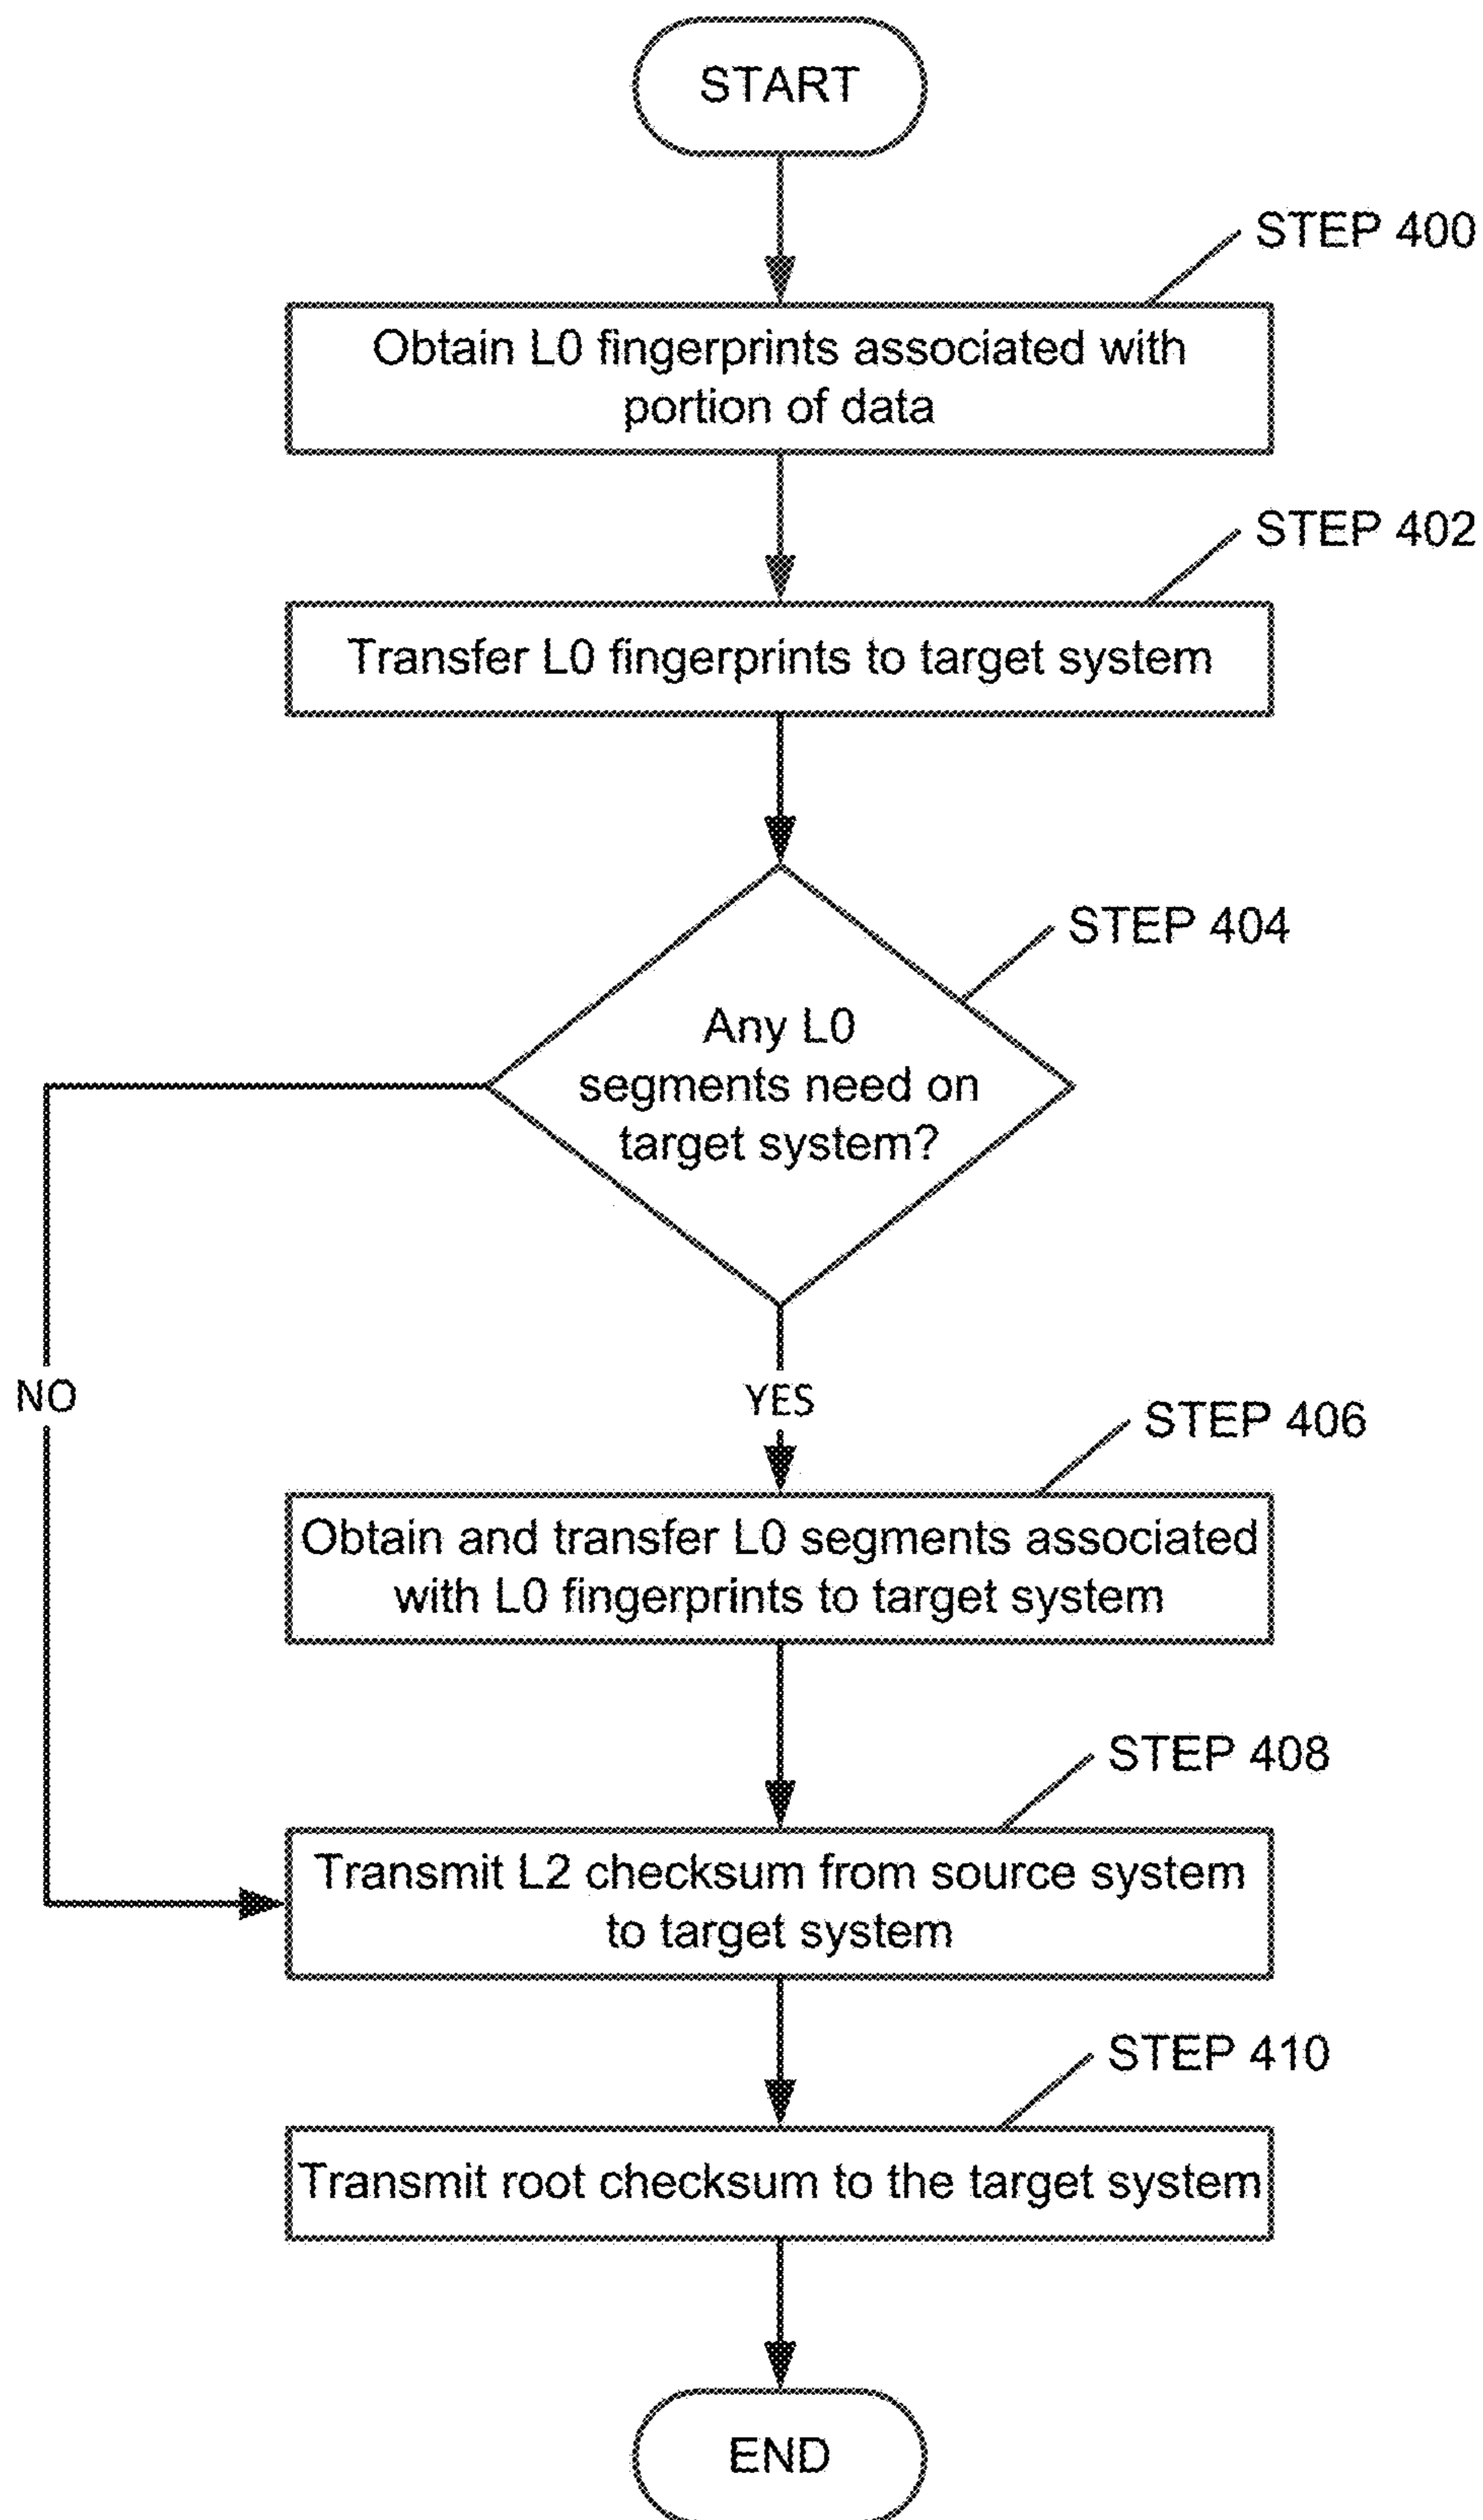 START
STEP 400
Obtain L0 fingerprints associated with
portion of data
STEP 402
Transfer L0 fingerprints to target system
STEP 404
Any L0
segments need on
target system?
NO
YES
STEP 406
Obtain and transfer L0 segments associated
with L0 fingerprints to target system
STEP 408
Transmit L2 checksum from source system
to target system
STEP 410
Transmit root checksum to the target system
END